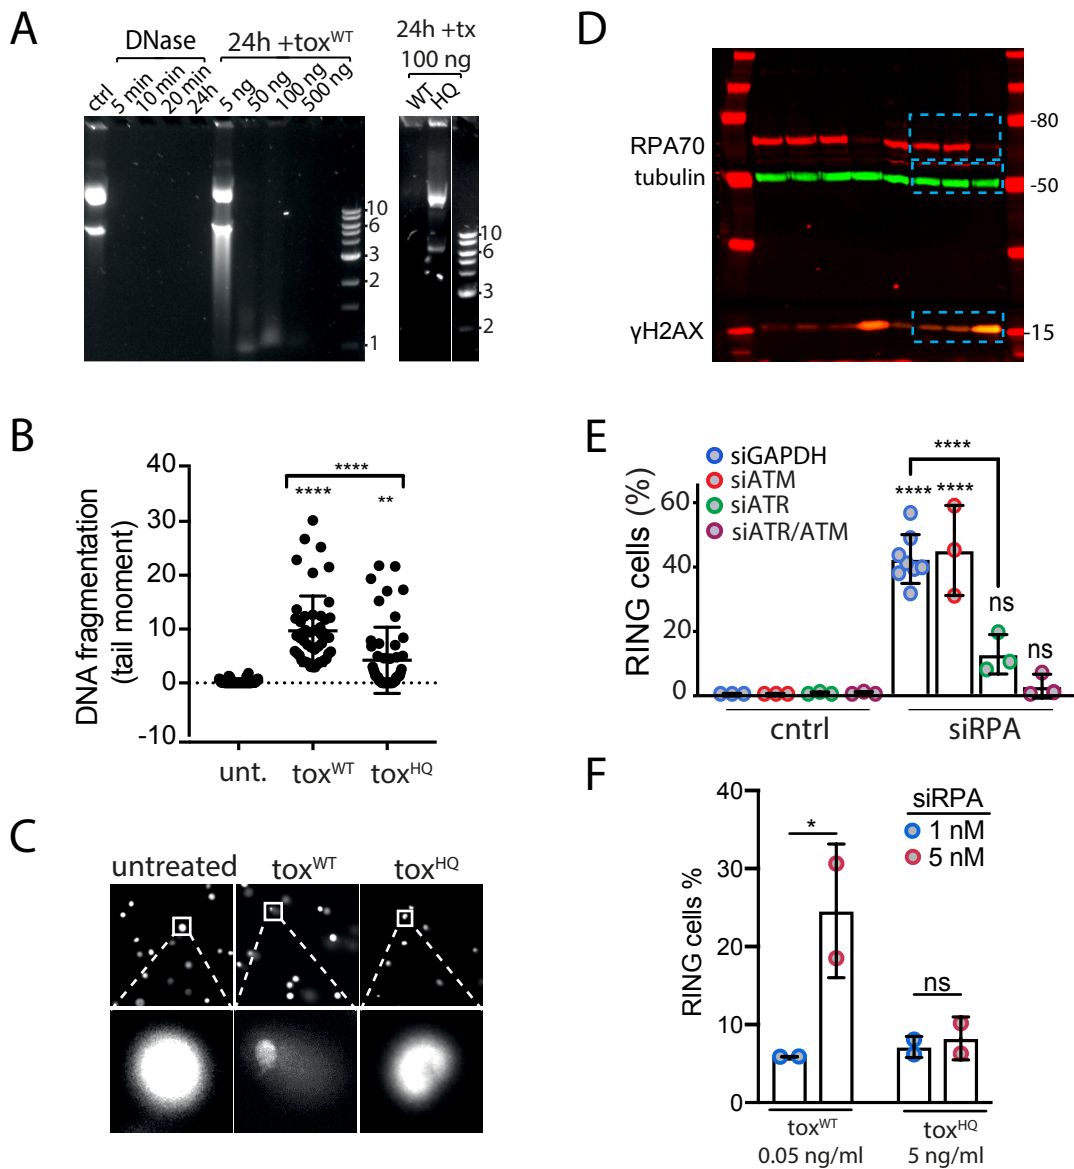 A
DNase
24h +tox^WT
ctrl
5 min
10 min
20 min
24h
5 ng
50 ng
100 ng
500 ng
10
6
3
2
1
24h +tx
100 ng
WT
HQ
10
6
3
2
B
DNA fragmentation
(tail moment)
40
30
20
10
0
-10
****
****
**
unt.
tox^WT
tox^HQ
C
untreated
tox^WT
tox^HQ
D
RPA70
tubulin
γH2AX
-80
-50
-15
E
RING cells (%)
60
40
20
0
siGAPDH
siATM
siATR
siATR/ATM
****
****
****
ns
ns
cntrl
siRPA
F
RING cells %
40
30
20
10
0
siRPA
1 nM
5 nM
*
ns
tox^WT
0.05 ng/ml
tox^HQ
5 ng/ml